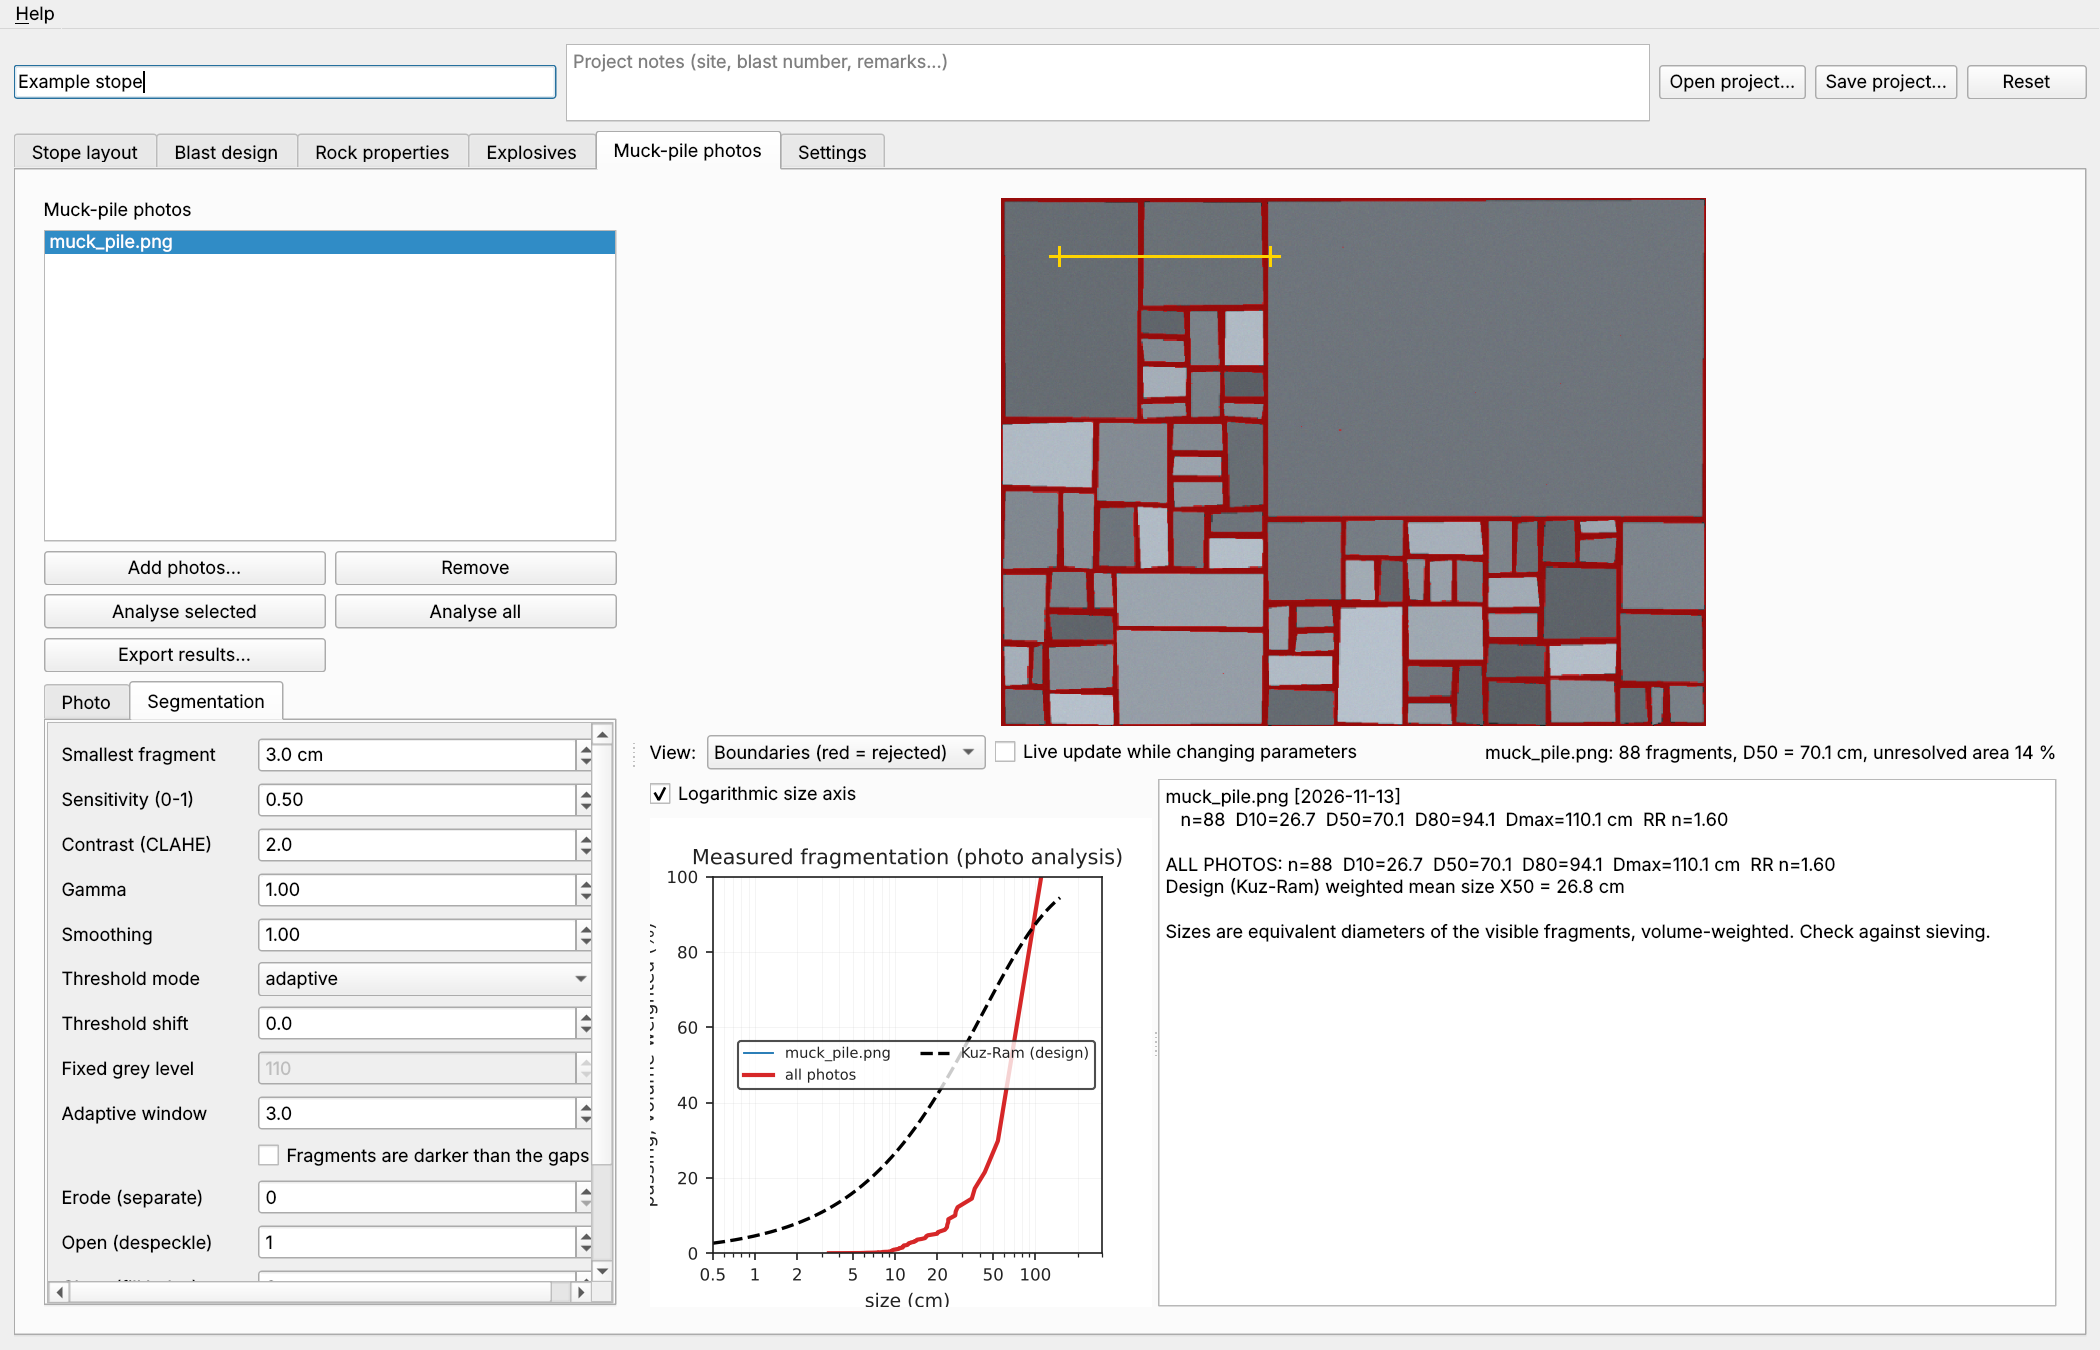 Help
Example stope
Project notes (site, blast number, remarks...)
Open project...
Save project...
Reset
Stope layout
Blast design
Rock properties
Explosives
Muck-pile photos
Settings
Muck-pile photos
muck_pile.png
Add photos...
Remove
Analyse selected
Analyse all
Export results...
Photo
Segmentation
Smallest fragment
3.0 cm
Sensitivity (0-1)
0.50
Contrast (CLAHE)
2.0
Gamma
1.00
Smoothing
1.00
Threshold mode
adaptive
Threshold shift
0.0
Fixed grey level
110
Adaptive window
3.0
Fragments are darker than the gaps
Erode (separate)
0
Open (despeckle)
1
View:
Boundaries (red = rejected)
Live update while changing parameters
muck_pile.png: 88 fragments, D50 = 70.1 cm, unresolved area 14 %
Logarithmic size axis
Measured fragmentation (photo analysis)
100
80
60
40
20
0
0.5 1 2 5 10 20 50 100
size (cm)
muck_pile.png
all photos
Kuz-Ram (design)
muck_pile.png [2026-11-13]
n=88 D10=26.7 D50=70.1 D80=94.1 Dmax=110.1 cm RR n=1.60
ALL PHOTOS: n=88 D10=26.7 D50=70.1 D80=94.1 Dmax=110.1 cm RR n=1.60
Design (Kuz-Ram) weighted mean size X50 = 26.8 cm
Sizes are equivalent diameters of the visible fragments, volume-weighted. Check against sieving.